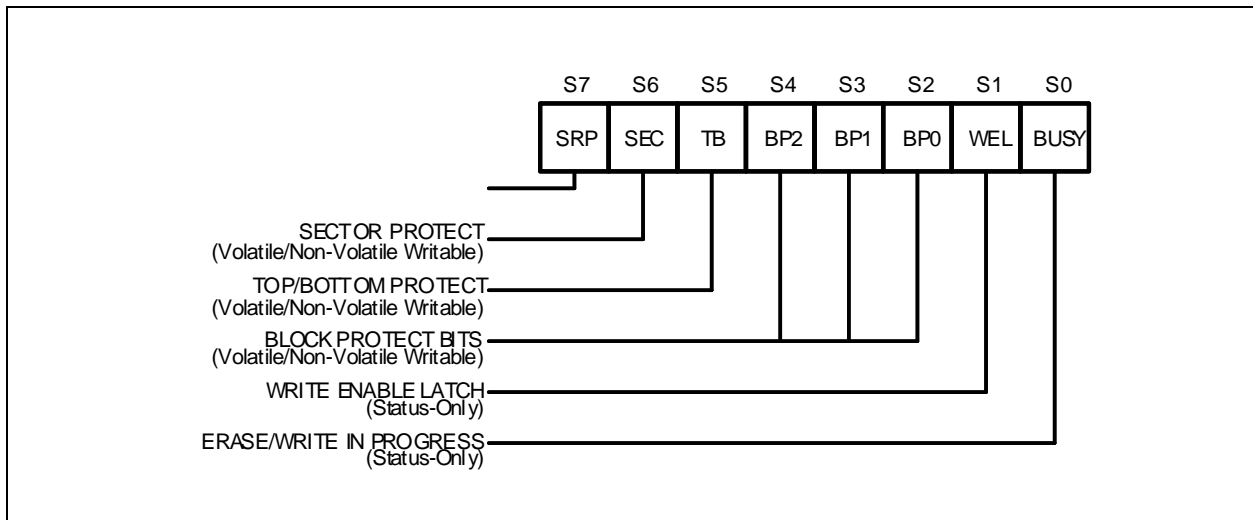 S7 S6 S5 S4 S3 S2 S1 S0
SRP SEC TB BP2 BP1 BP0 WEL BUSY
SECTOR PROTECT
(Volatile/Non-Volatile Writable)
TOP/BOTTOM PROTECT
(Volatile/Non-Volatile Writable)
BLOCK PROTECT BITS
(Volatile/Non-Volatile Writable)
WRITE ENABLE LATCH
(Status-Only)
ERASE/WRITE IN PROGRESS
(Status-Only)